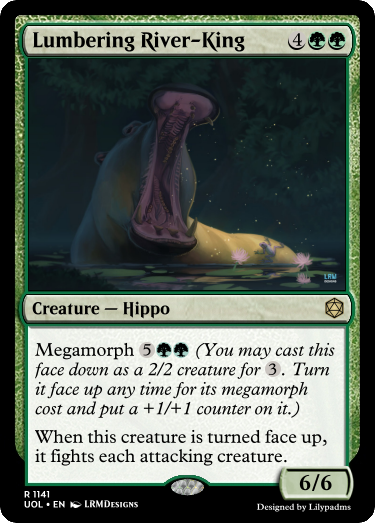 Lumbering River-King 4
LRW
Creature — Hippo
Megamorph 5 (You may cast this
face down as a 2/2 creature for 3. Turn
it face up any time for its megamorph
cost and put a +1/+1 counter on it.)
When this creature is turned face up,
it fights each attacking creature.
6/6
R 1141
UOL • EN LRMDesigns
Designed by Lilypadms